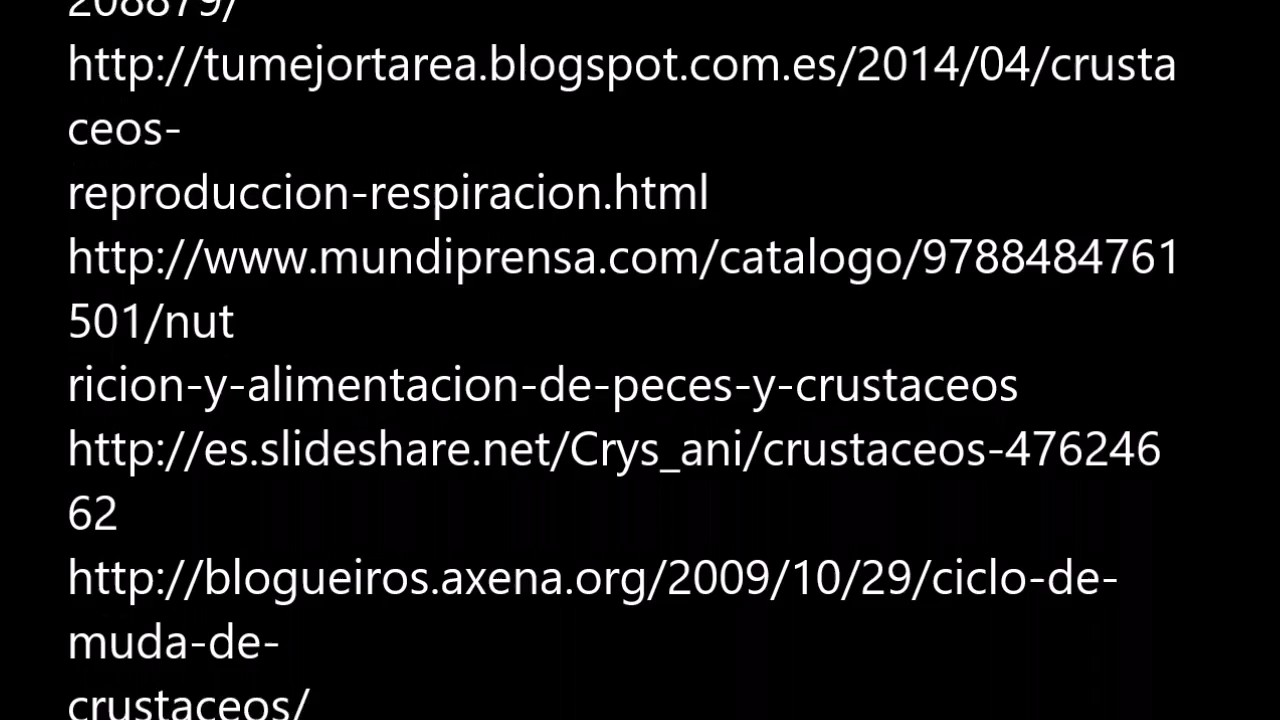 208879/
http://tumejortarea.blogspot.com.es/2014/04/crusta
ceos-
reproduccion-respiracion.html
http://www.mundiprensa.com/catalogo/9788484761
501/nut
ricion-y-alimentacion-de-peces-y-crustaceos
http://es.slideshare.net/Crys_ani/crustaceos-476246
62
http://blogueiros.axena.org/2009/10/29/ciclo-de-
muda-de-
crustaceos/